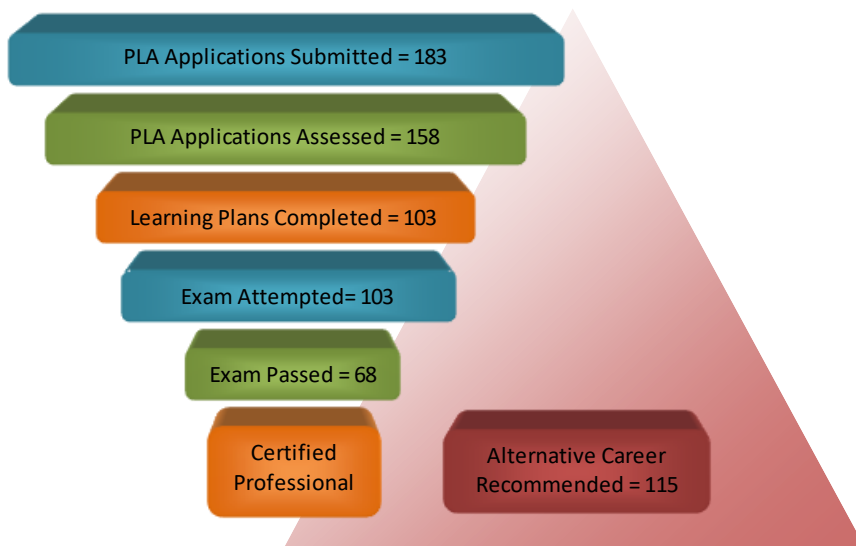 PLA Applications Submitted = 183
PLA Applications Assessed = 158
Learning Plans Completed = 103
Exam Attempted= 103
Exam Passed = 68
Certified
Professional
Alternative Career
Recommended = 115